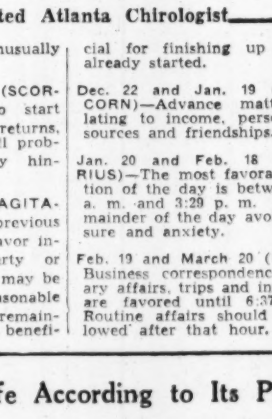 ted Atlanta Chirologist
nusually
(SCOR-
o start
returns,
ll prob-
y hin-
AGITA-
previous
avor in-
erty or
may be
asonable
remain-
benefi-
cial for finishing up
already started.
Dec. 22 and Jan. 19
CORN)—Advance matt
lating to income, perso
sources and friendships.
Jan. 20 and Feb. 18
RIUS)—The most favora
tion of the day is betw
a. m. and 3:29 p. m.
mainder of the day avo
sure and anxiety.
Feb. 19 and March 20 (
Business correspondenc
ary affairs, trips and in
are favored until 6:37
Routine affairs should
lowed after that hour.
fe According to Its P